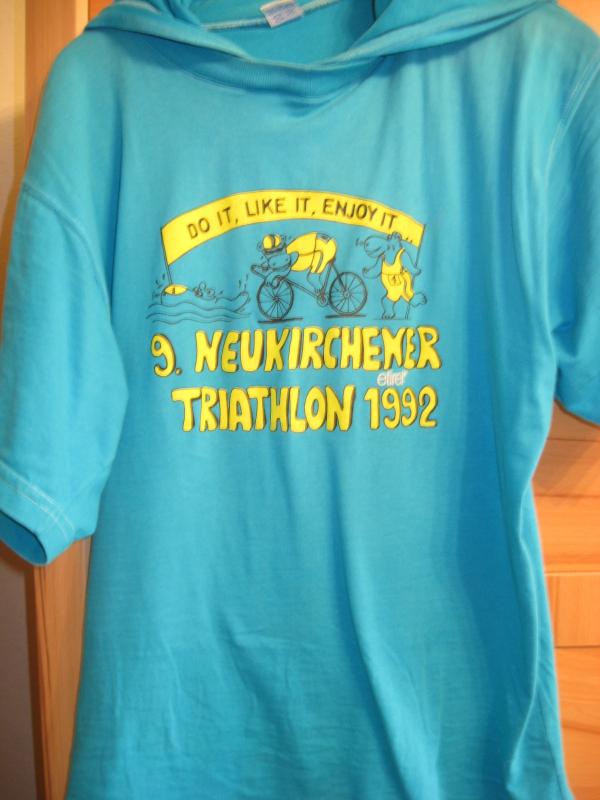 DO IT, LIKE IT, ENJOY IT
9. NEUKIRCHENER
TRIATHLON 1992